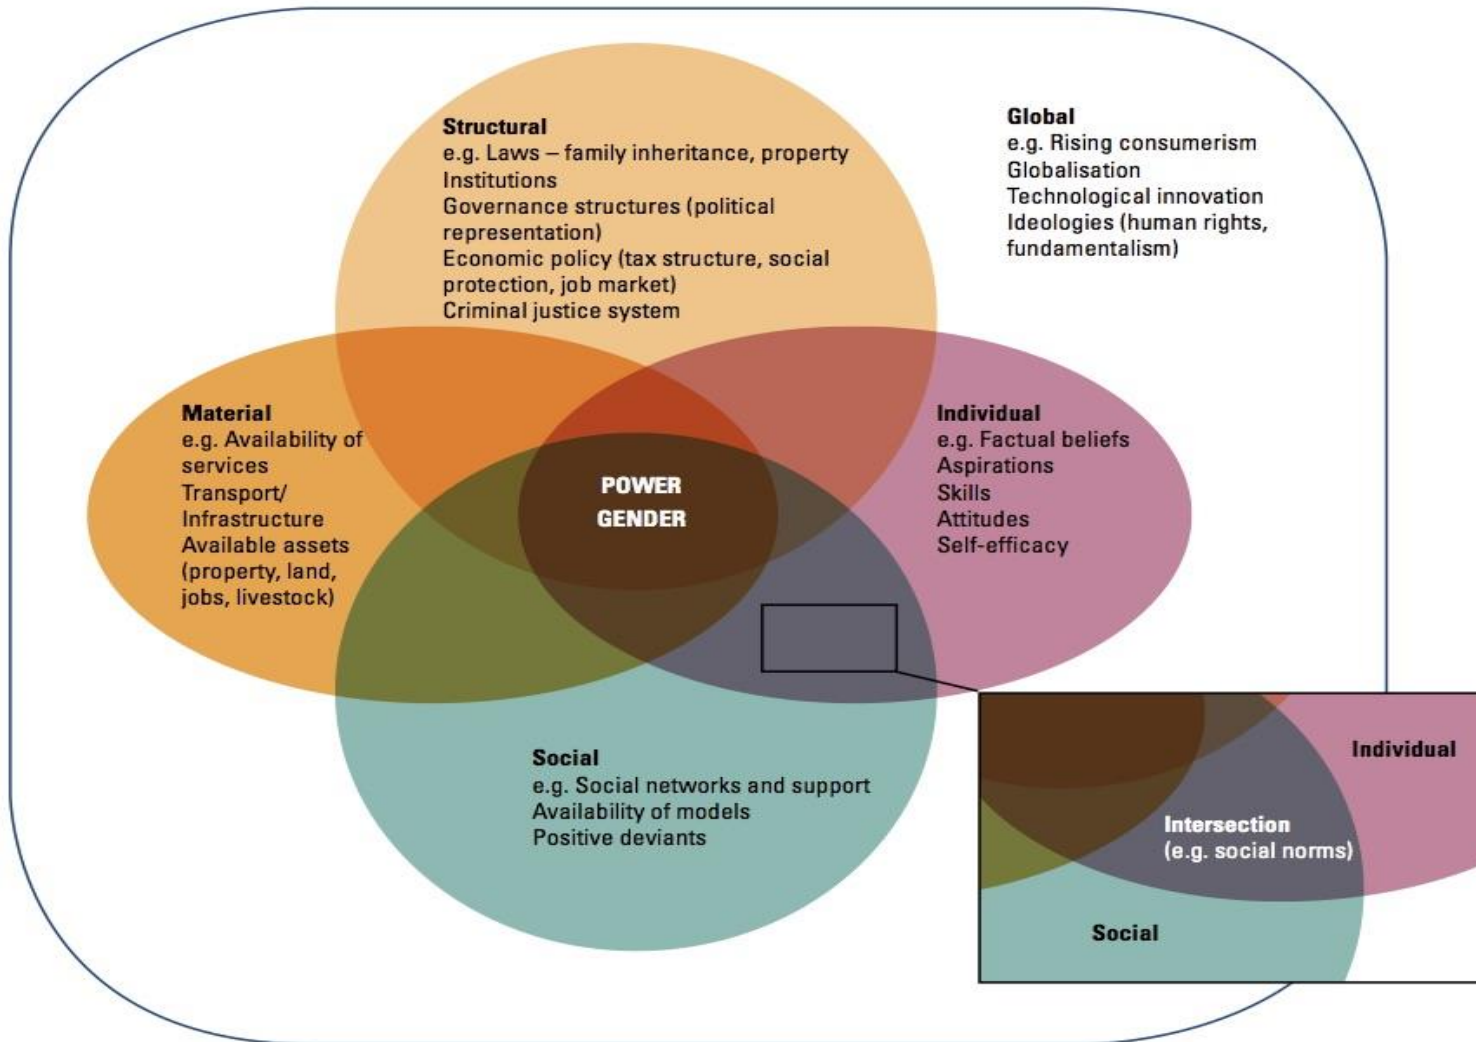 Structural
e.g. Laws – family inheritance, property
Institutions
Governance structures (political
representation)
Economic policy (tax structure, social
protection, job market)
Criminal justice system
Global
e.g. Rising consumerism
Globalisation
Technological innovation
Ideologies (human rights,
fundamentalism)
Material
e.g. Availability of
services
Transport/
Infrastructure
Available assets
(property, land,
jobs, livestock)
POWER
GENDER
Individual
e.g. Factual beliefs
Aspirations
Skills
Attitudes
Self-efficacy
Social
e.g. Social networks and support
Availability of models
Positive deviants
Individual
Intersection
(e.g. social norms)
Social